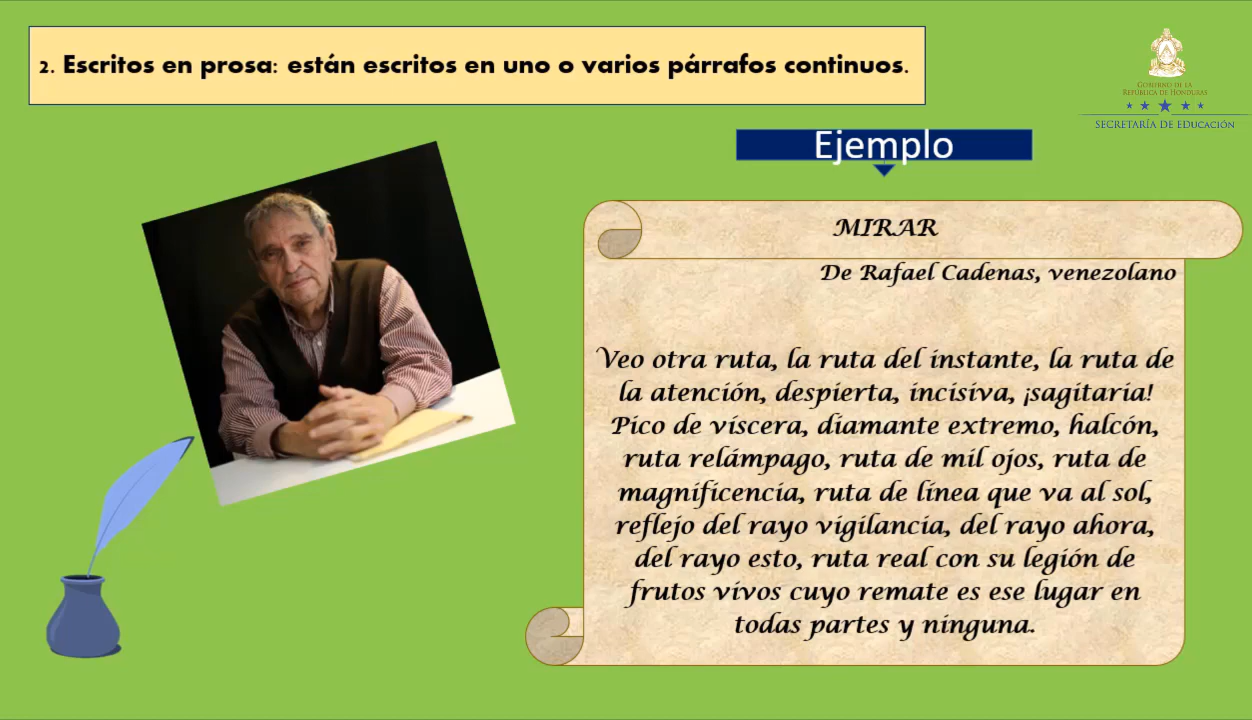 2. Escritos en prosa: están escritos en uno o varios párrafos continuos.
GOBIERNO DE LA
REPÚBLICA DE HONDURAS
SECRETARÍA DE EDUCACIÓN
Ejemplo
MIRAR
De Rafael Cadenas, venezolano
Veo otra ruta, la ruta del instante, la ruta de
la atención, despierta, incisiva, ¡sagitaria!
Pico de víscera, diamante extremo, halcón,
ruta relámpago, ruta de mil ojos, ruta de
magnificencia, ruta de línea que va al sol,
reflejo del rayo vigilancia, del rayo ahora,
del rayo esto, ruta real con su legión de
frutos vivos cuyo remate es ese lugar en
todas partes y ninguna.